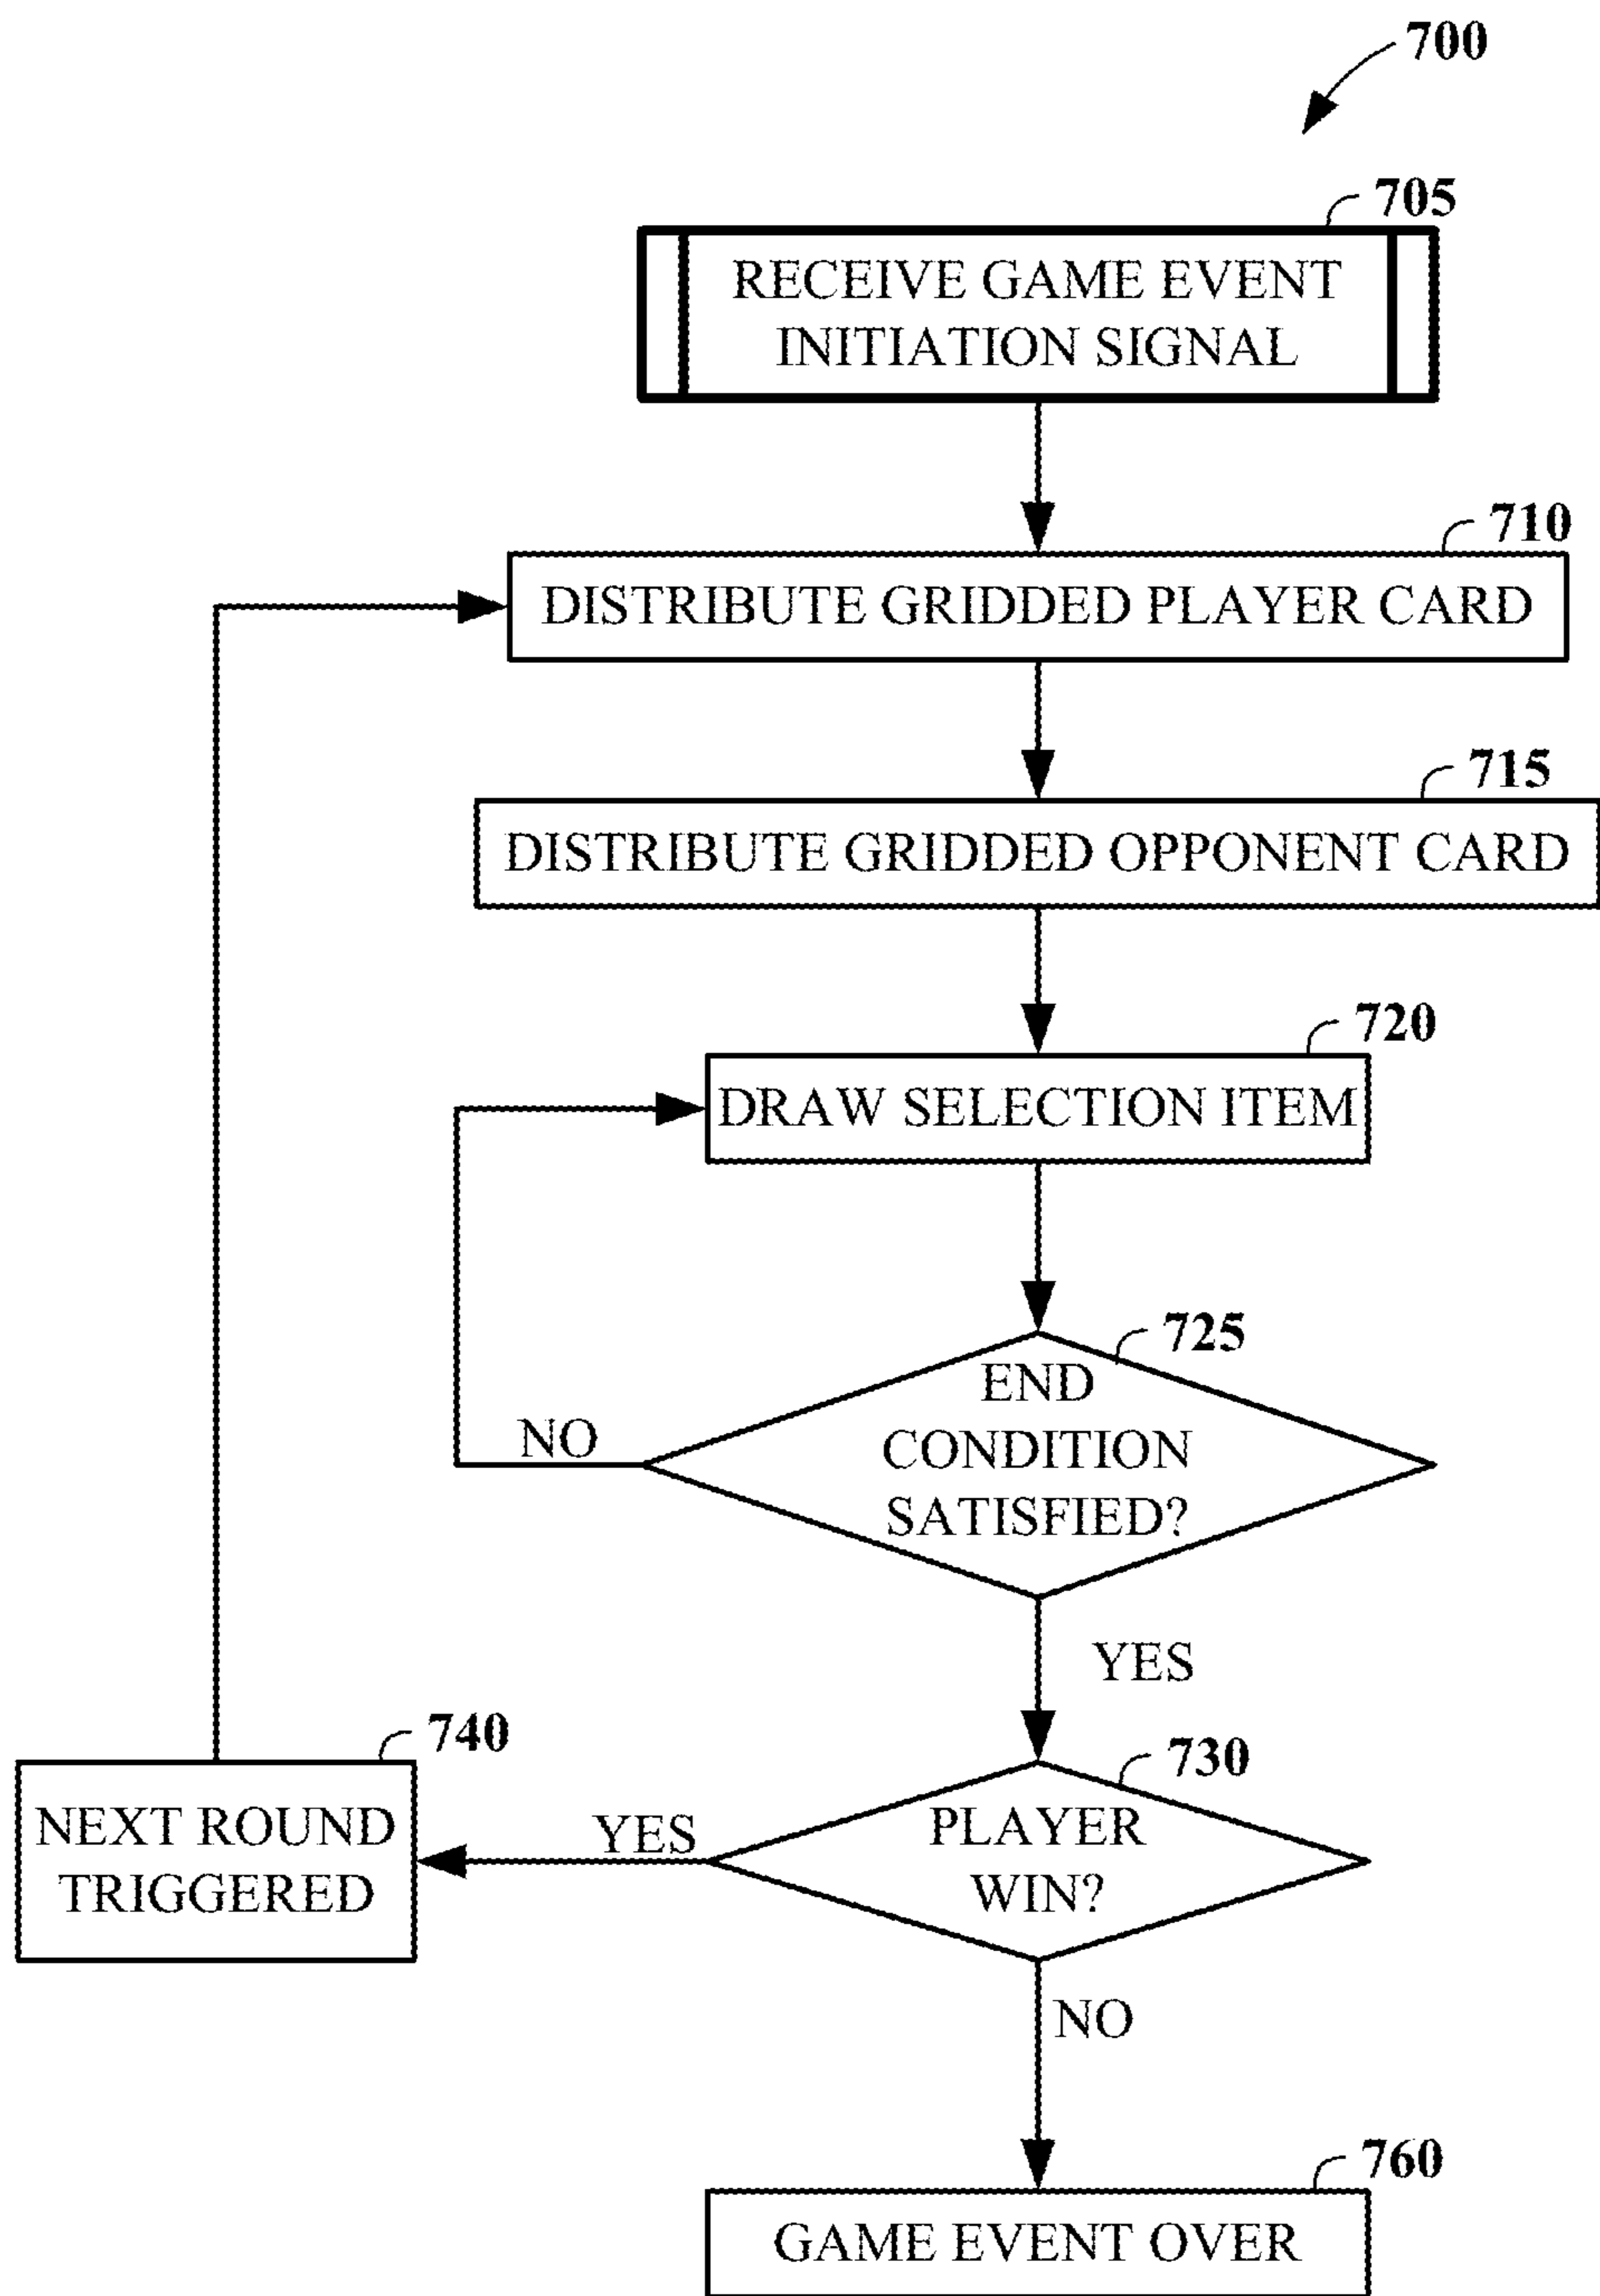 700
705
RECEIVE GAME EVENT
INITIATION SIGNAL
710
DISTRIBUTE GRIDDED PLAYER CARD
715
DISTRIBUTE GRIDDED OPPONENT CARD
720
DRAW SELECTION ITEM
725
END
CONDITION
SATISFIED?
NO
YES
730
PLAYER
WIN?
YES
740
NEXT ROUND
TRIGGERED
NO
760
GAME EVENT OVER